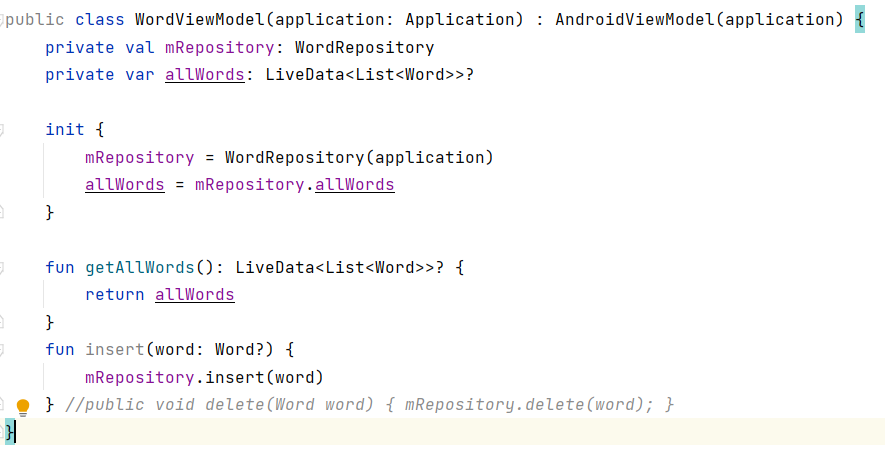 public class WordViewModel(application: Application) : AndroidViewModel(application) {
    private val mRepository: WordRepository
    private var allWords: LiveData<List<Word>>?

    init {
        mRepository = WordRepository(application)
        allWords = mRepository.allWords
    }

    fun getAllWords(): LiveData<List<Word>>? {
        return allWords
    }
    fun insert(word: Word?) {
        mRepository.insert(word)
    } //public void delete(Word word) { mRepository.delete(word); }
}